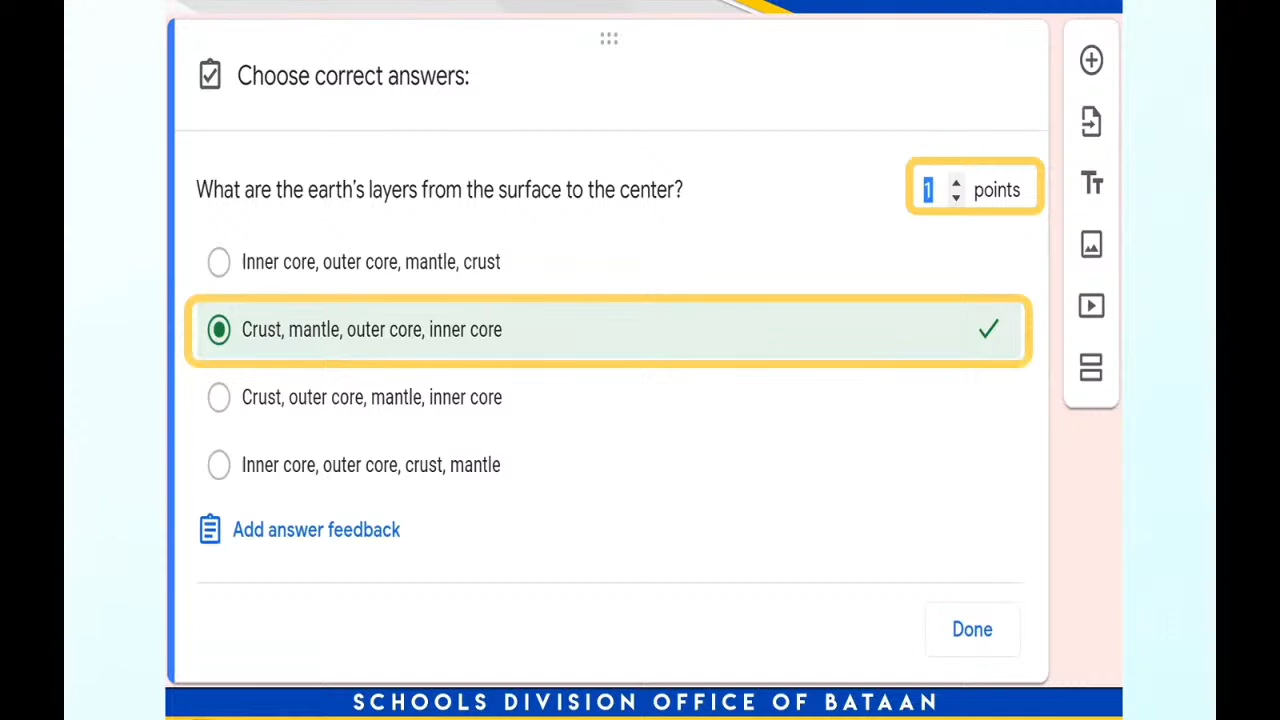 Choose correct answers:
What are the earth's layers from the surface to the center?
1 points
Inner core, outer core, mantle, crust
Crust, mantle, outer core, inner core
Crust, outer core, mantle, inner core
Inner core, outer core, crust, mantle
Add answer feedback
Done
SCHOOLS DIVISION OFFICE OF BATAAN